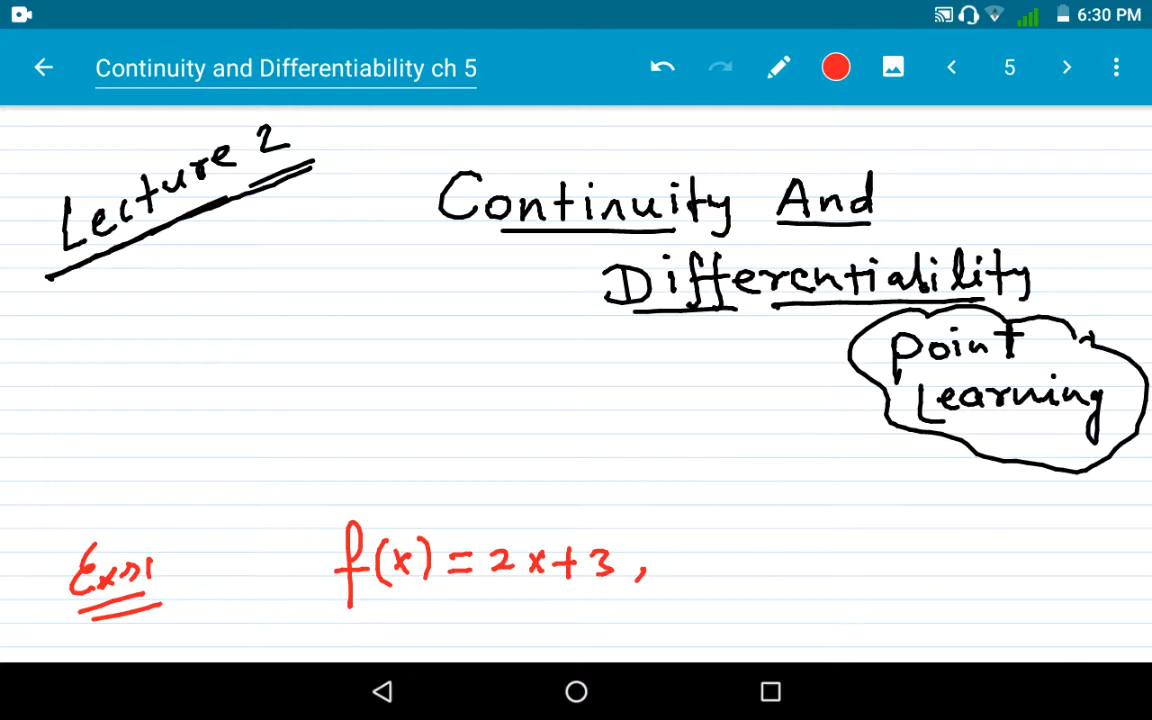 6:30 PM
Continuity and Differentiability ch 5
5
Lecture 2
Continuity And
Differentiability
Point
Learning
f(x) = 2x+3,